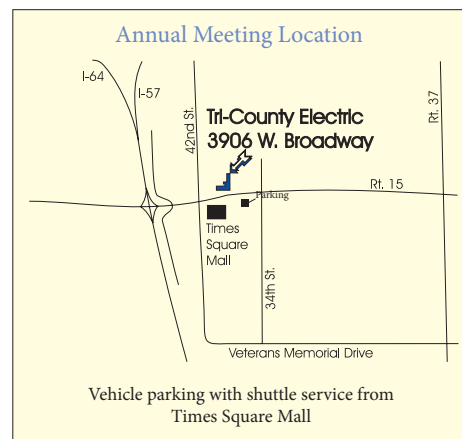 Annual Meeting Location
I-64
I-57
42nd St.
Rt. 37
Tri-County Electric
3906 W. Broadway
Rt. 15
Parking
Times
Square
Mall
34th St.
Veterans Memorial Drive
Vehicle parking with shuttle service from
Times Square Mall